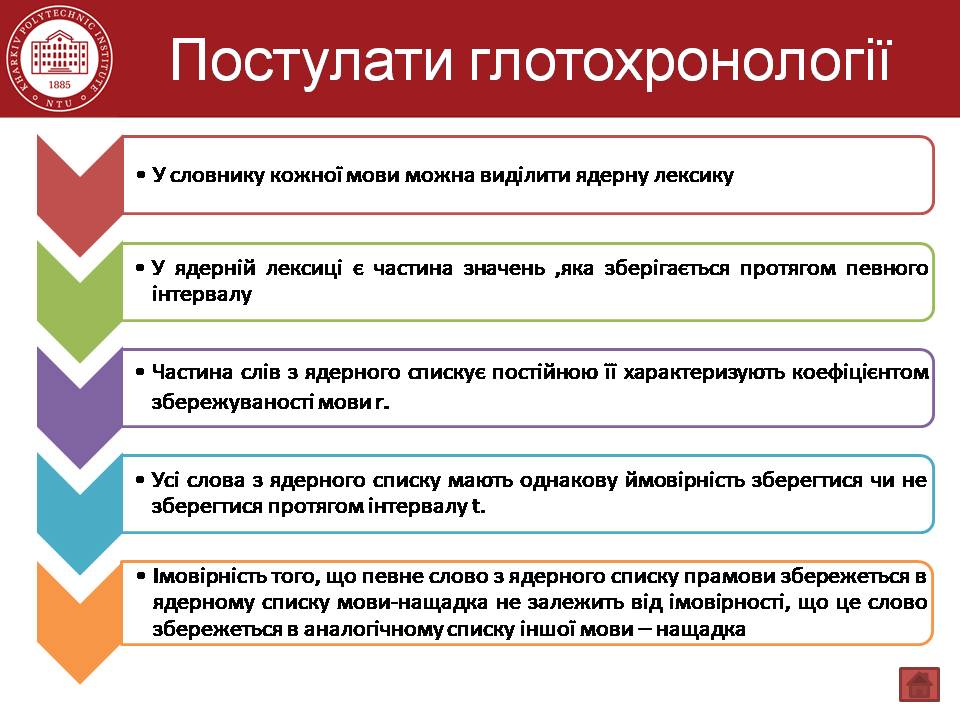 KHARKIV POLYTECHNIC INSTITUTE
1885
NTU
Постулати глотохронології
• У словнику кожної мови можна виділити ядерну лексику
• У ядерній лексиці є частина значень ,яка зберігається протягом певного
інтервалу
• Частина слів з ядерного спискує постійною її характеризують коефіцієнтом
збережуваності мови r.
• Усі слова з ядерного списку мають однакову ймовірність зберегтися чи не
зберегтися протягом інтервалу t.
• Імовірність того, що певне слово з ядерного списку прамови збережеться в
ядерному списку мови-нащадка не залежить від імовірності, що це слово
збережеться в аналогічному списку іншої мови – нащадка